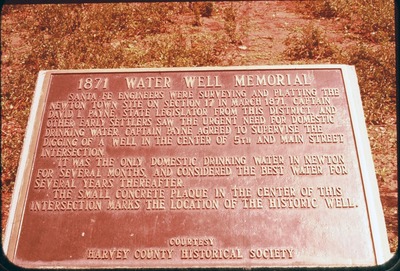 1871 WATER WELL MEMORIAL
SANTA FE ENGINEERS WERE SURVEYING AND PLATTING THE
NEWTON TOWN SITE ON SECTION 17 IN MARCH 1871. CAPTAIN
DAVID L. PAYNE, STATE LEGISLATOR FROM THIS DISTRICT, AND
OTHER EARLY SETTLERS SAW THE URGENT NEED FOR DOMESTIC
DRINKING WATER. CAPTAIN PAYNE AGREED TO SUPERVISE THE
DIGGING OF A WELL IN THE CENTER OF 5TH AND MAIN STREET
INTERSECTION.
IT WAS THE ONLY DOMESTIC DRINKING WATER IN NEWTON
FOR SEVERAL MONTHS, AND CONSIDERED THE BEST WATER FOR
SEVERAL YEARS THEREAFTER.
THE SMALL CONCRETE PLAQUE IN THE CENTER OF THIS
INTERSECTION MARKS THE LOCATION OF THE HISTORIC WELL.
COURTESY
HARVEY COUNTY HISTORICAL SOCIETY